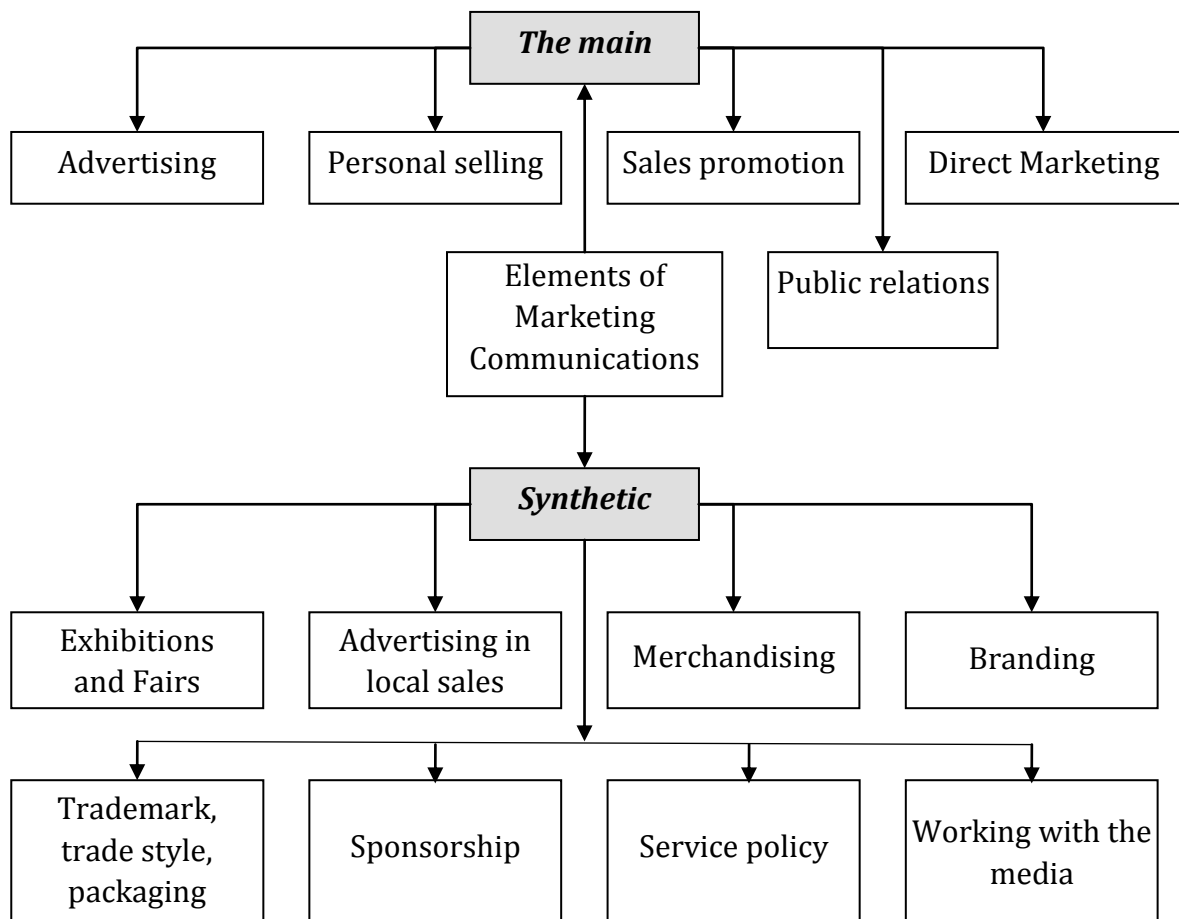 The main
Advertising
Personal selling
Sales promotion
Direct Marketing
Elements of
Marketing
Communications
Public relations
Synthetic
Exhibitions
and Fairs
Advertising in
local sales
Merchandising
Branding
Trademark,
trade style,
packaging
Sponsorship
Service policy
Working with the
media